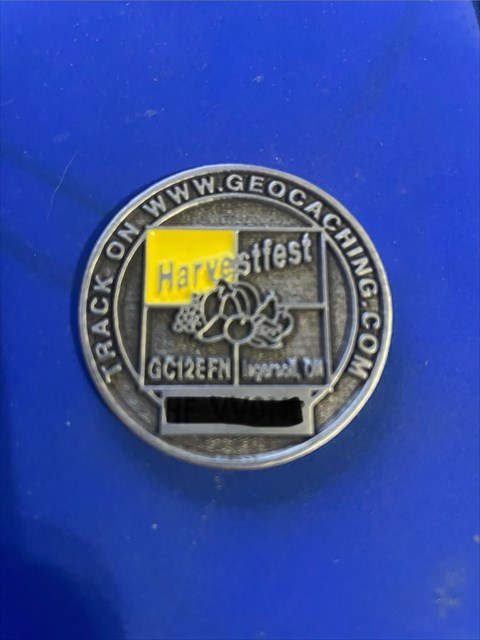 TRACK ON WWW.GEOCACHING.COM
Harvestfest
GC12EFN Ingersoll, ON